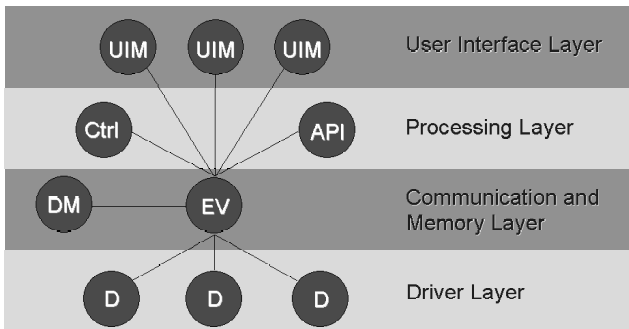 UIM UIM UIM User Interface Layer
Ctrl API Processing Layer
DM EV Communication and
Memory Layer
D D D Driver Layer